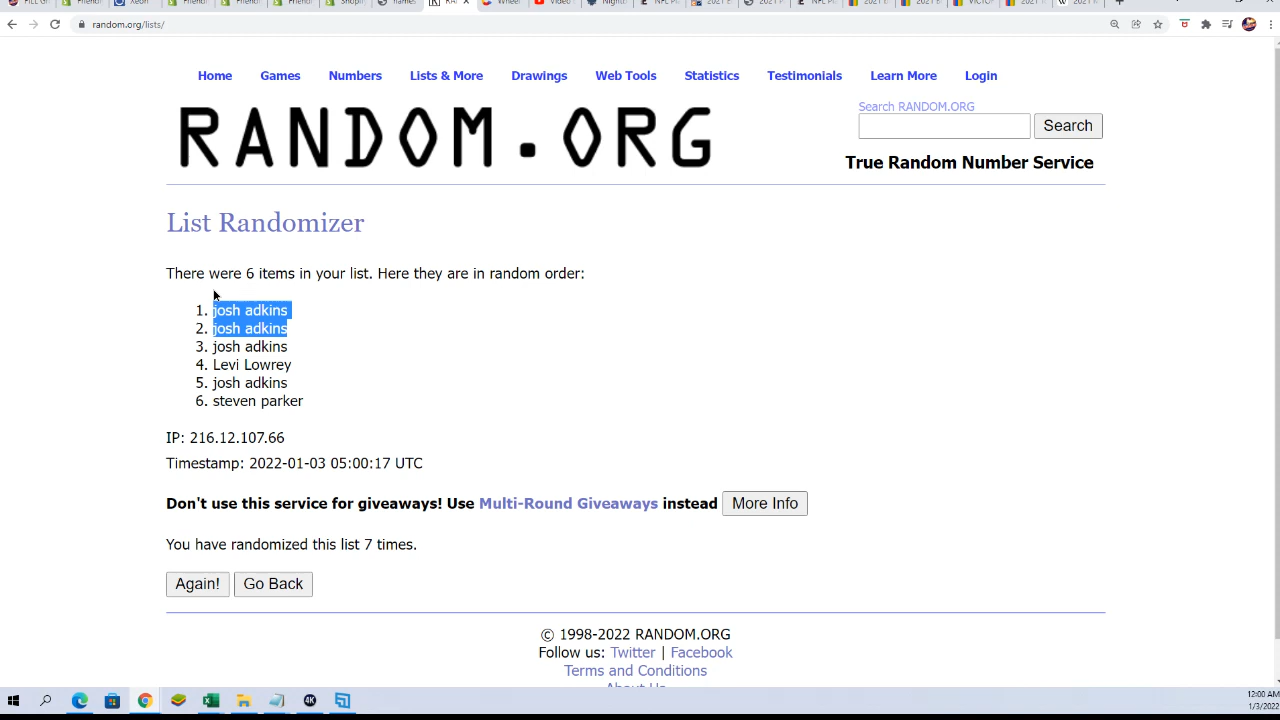 random.org/lists/
Home Games Numbers Lists & More Drawings Web Tools Statistics Testimonials Learn More Login
Search RANDOM.ORG
RANDOM.ORG
Search
True Random Number Service
List Randomizer
There were 6 items in your list. Here they are in random order:
1. josh adkins
2. josh adkins
3. josh adkins
4. Levi Lowrey
5. josh adkins
6. steven parker
IP: 216.12.107.66
Timestamp: 2022-01-03 05:00:17 UTC
Don't use this service for giveaways! Use Multi-Round Giveaways instead More Info
You have randomized this list 7 times.
Again! Go Back
© 1998-2022 RANDOM.ORG
Follow us: Twitter | Facebook
Terms and Conditions
About Us
12:00 AM
1/3/2022